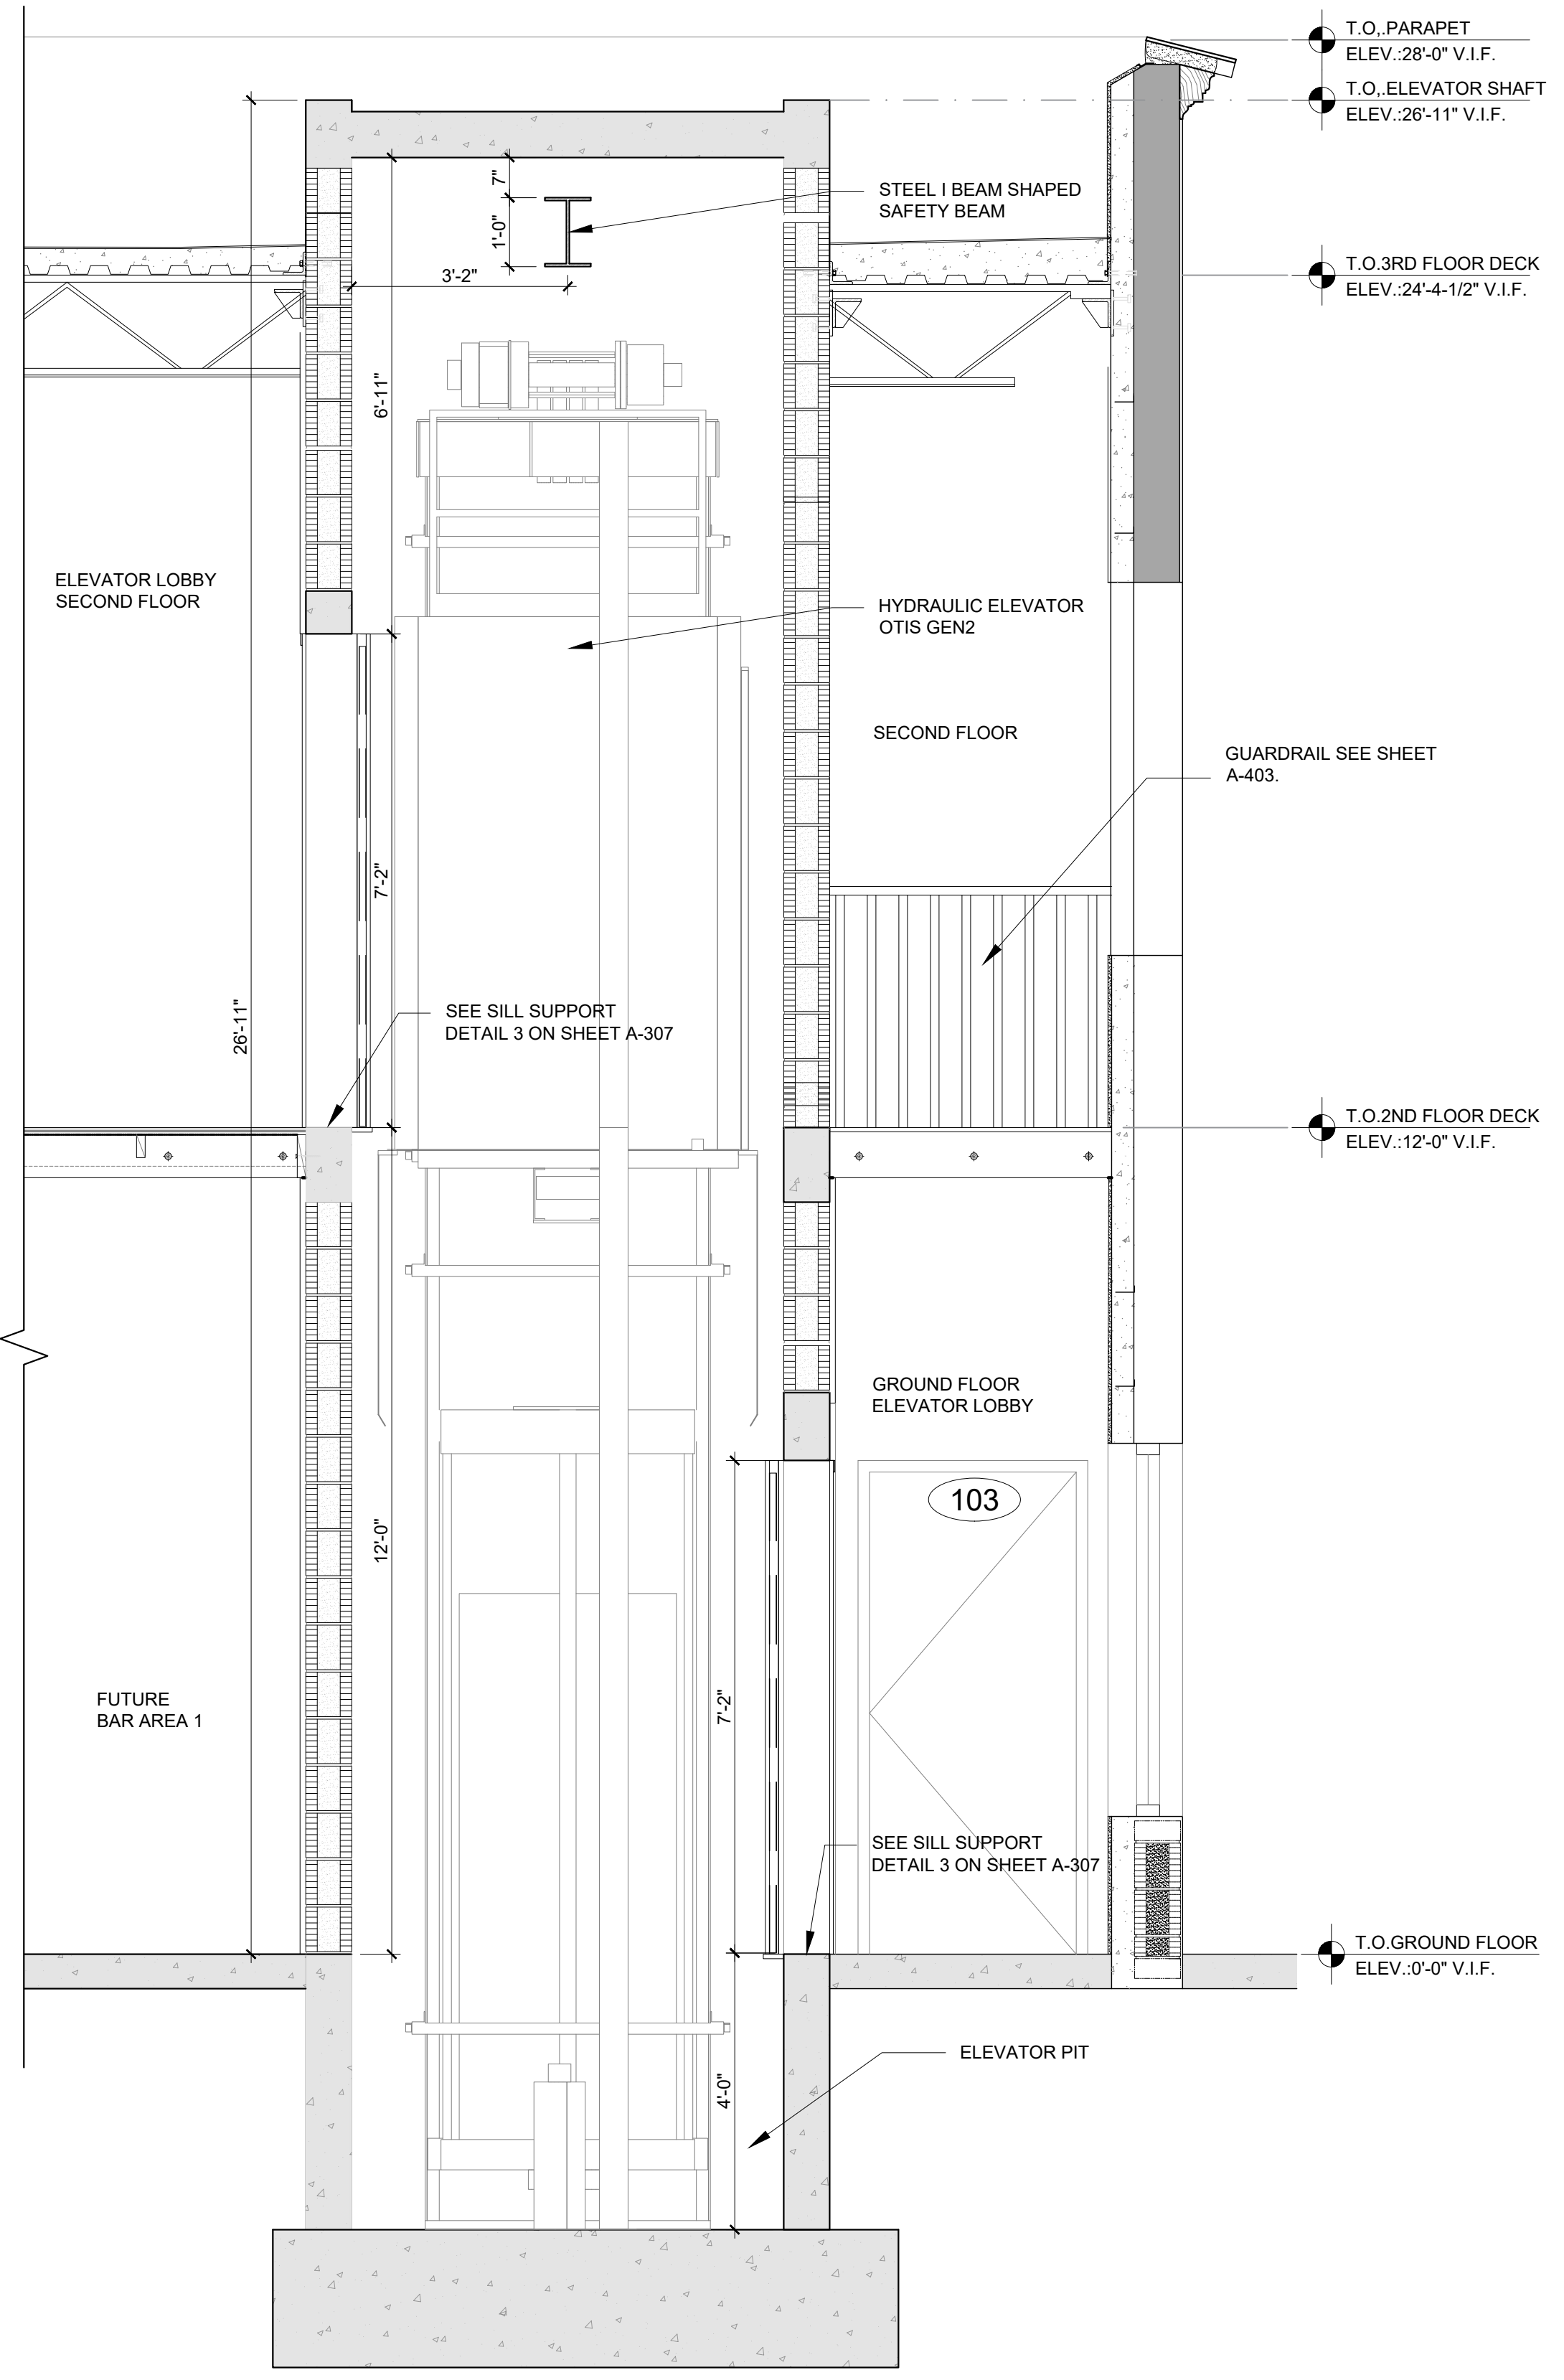 T.O,.PARAPET
ELEV.:28'-0" V.I.F.
T.O,.ELEVATOR SHAFT
ELEV.:26'-11" V.I.F.
7"
STEEL I BEAM SHAPED
SAFETY BEAM
1'-0"
3'-2"
T.O.3RD FLOOR DECK
ELEV.:24'-4-1/2" V.I.F.
6'-11"
ELEVATOR LOBBY
SECOND FLOOR
HYDRAULIC ELEVATOR
OTIS GEN2
SECOND FLOOR
GUARDRAIL SEE SHEET
A-403.
7'-2"
26'-11"
SEE SILL SUPPORT
DETAIL 3 ON SHEET A-307
T.O.2ND FLOOR DECK
ELEV.:12'-0" V.I.F.
GROUND FLOOR
ELEVATOR LOBBY
103
12'-0"
FUTURE
BAR AREA 1
7'-2"
SEE SILL SUPPORT
DETAIL 3 ON SHEET A-307
T.O.GROUND FLOOR
ELEV.:0'-0" V.I.F.
ELEVATOR PIT
4'-0"